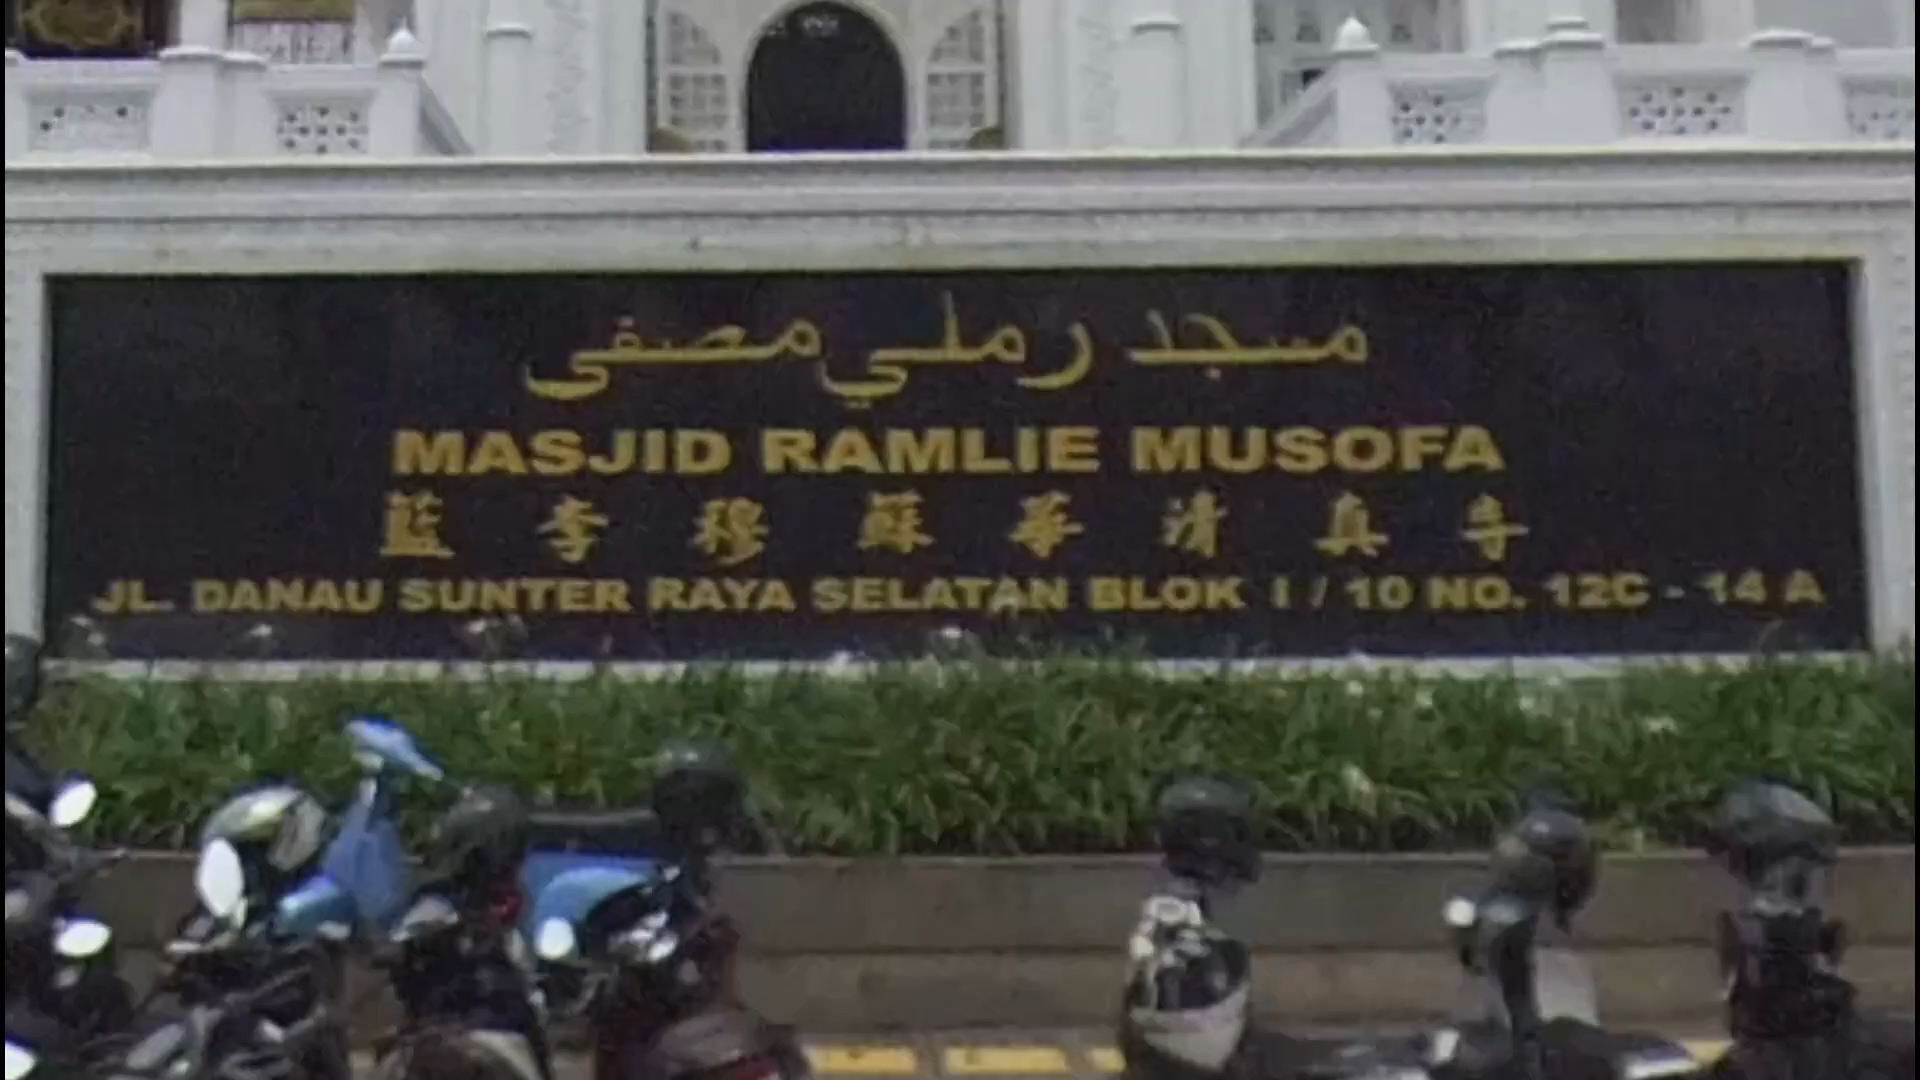 مسجد رملي مصفى
MASJID RAMLIE MUSOFA
藍李穆蘇華清真寺
JL. DANAU SUNTER RAYA SELATAN BLOK I / 10 NO. 12C - 14 A